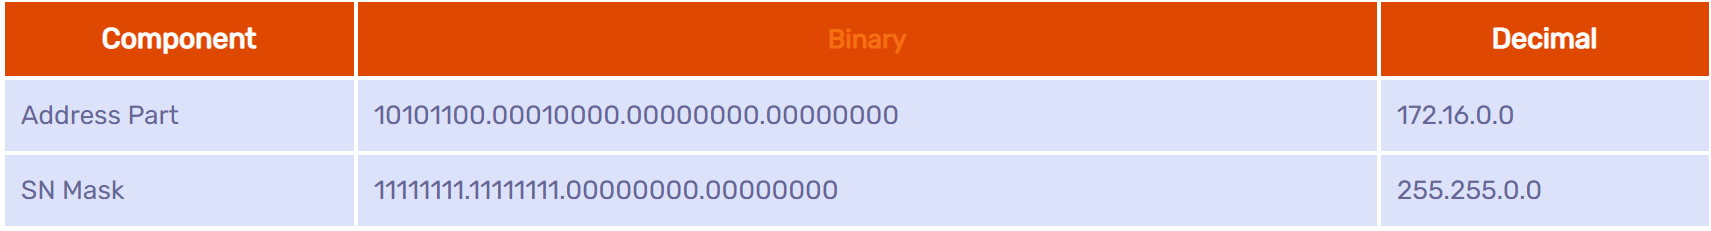 Component Binary Decimal
Address Part 10101100.00010000.00000000.00000000 172.16.0.0
SN Mask 11111111.11111111.00000000.00000000 255.255.0.0